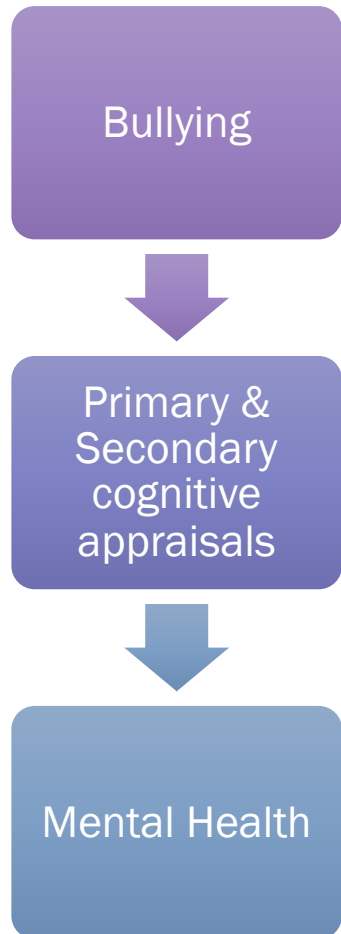 Bullying
Primary &
Secondary
cognitive
appraisals
Mental Health